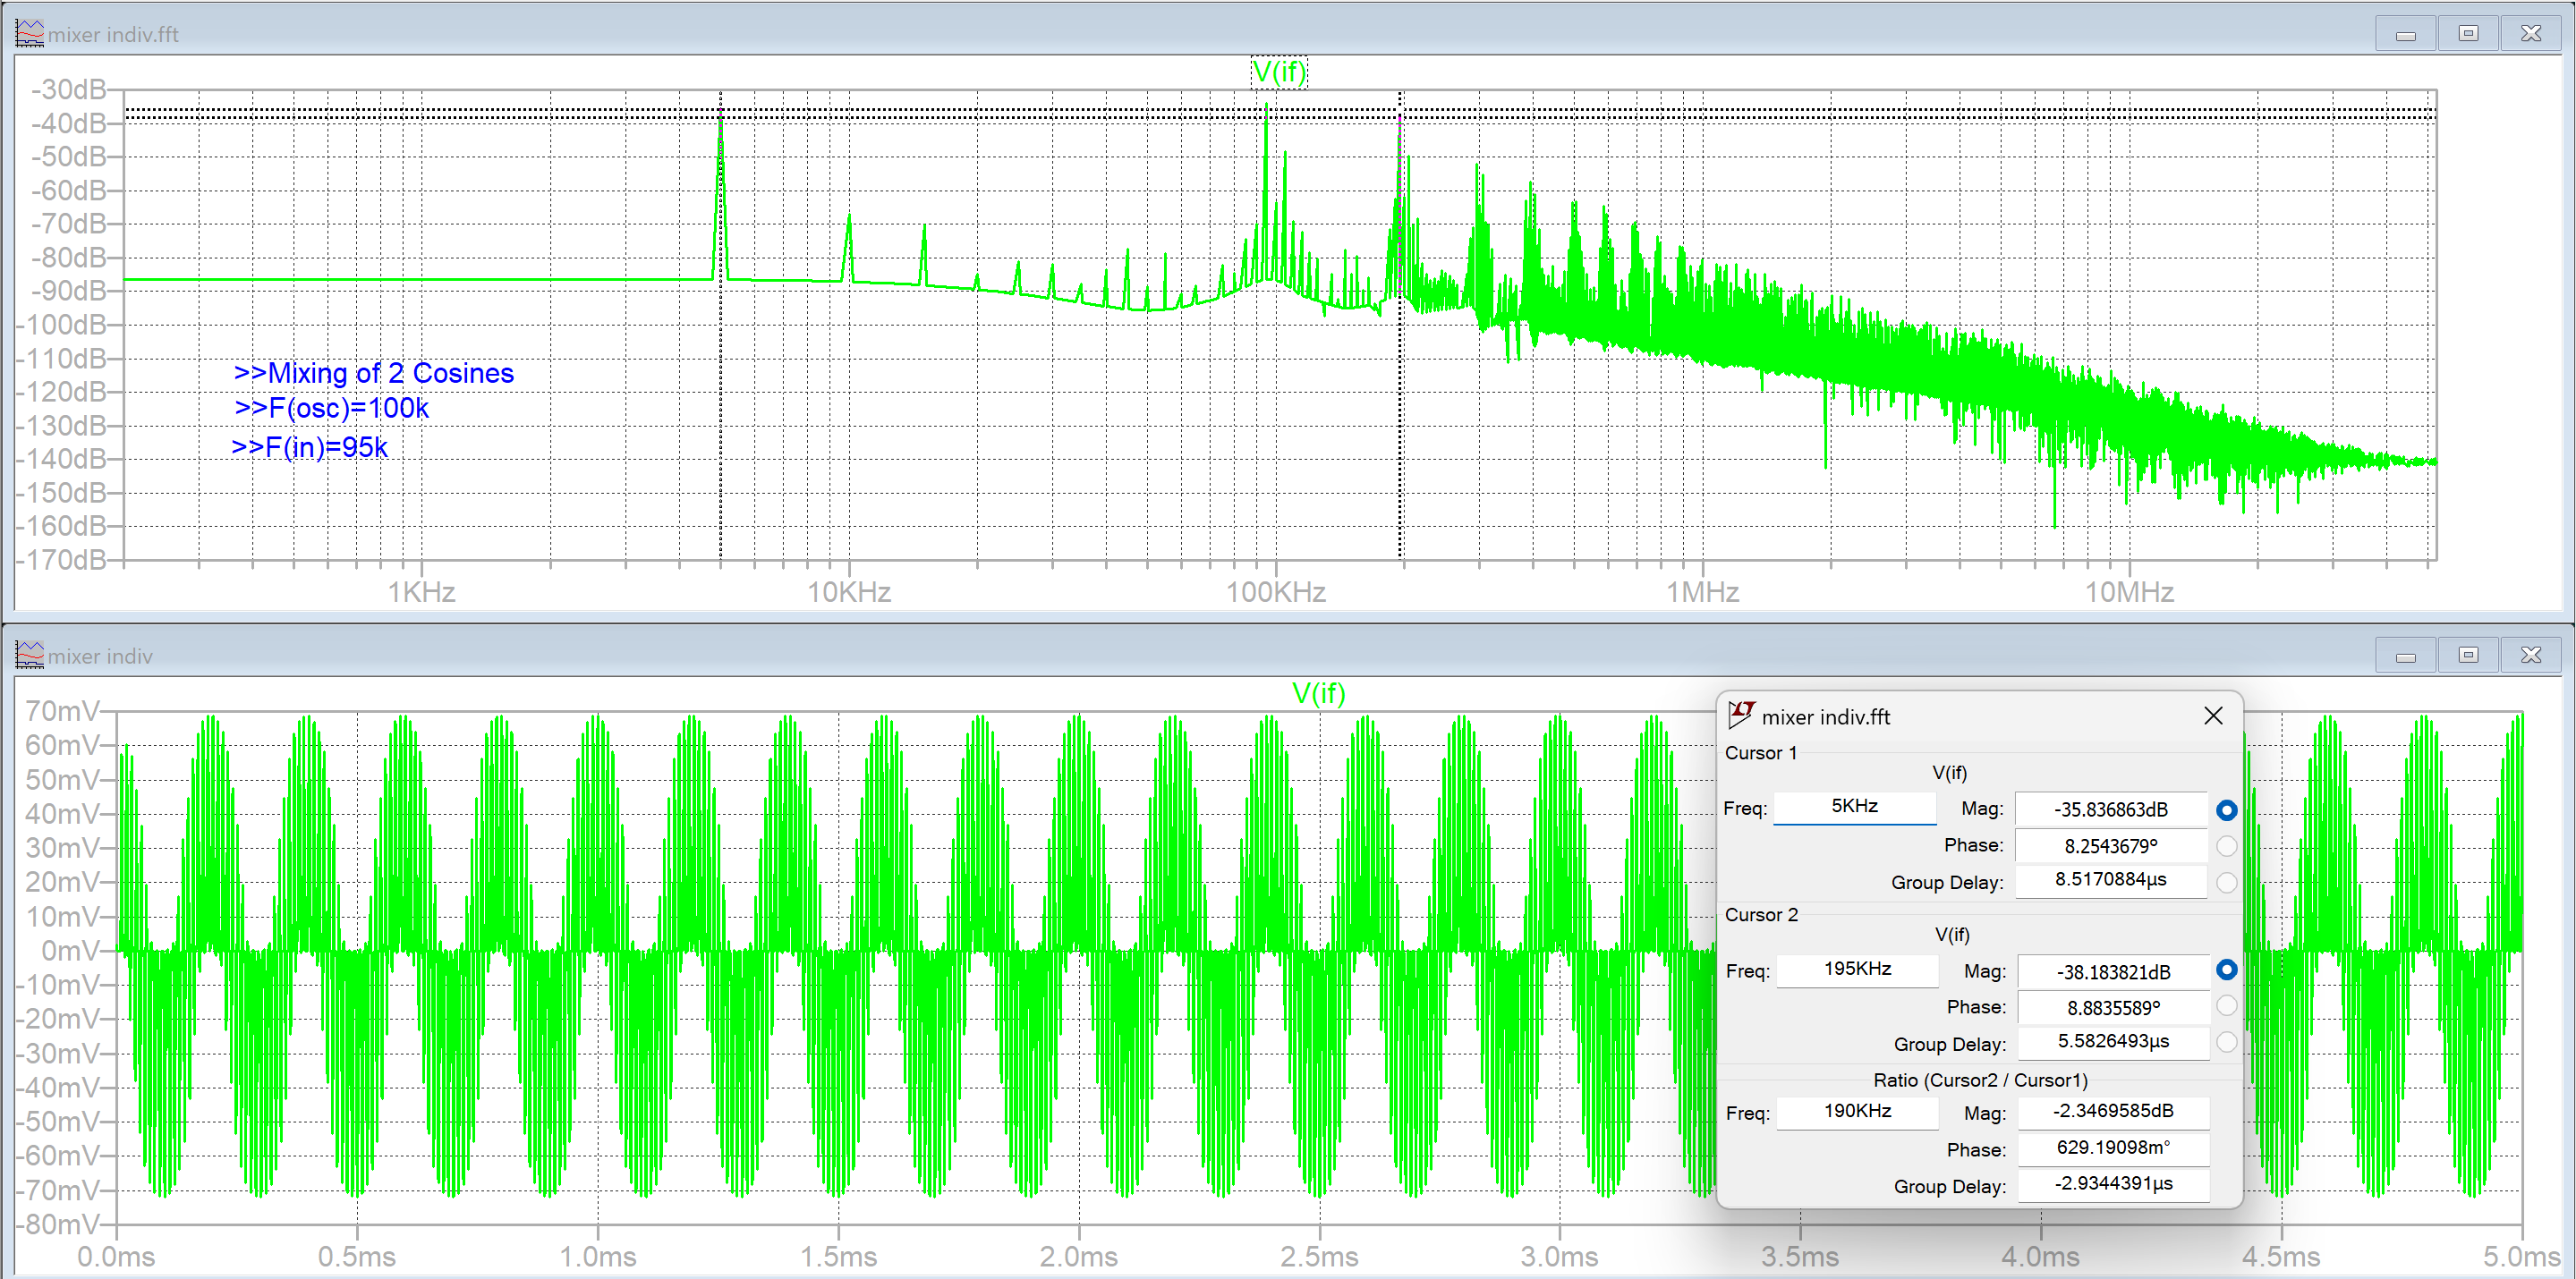 mixer indiv.fft
V(if)
-30dB
-40dB
-50dB
-60dB
-70dB
-80dB
-90dB
-100dB
-110dB
-120dB
-130dB
-140dB
-150dB
-160dB
-170dB
>>Mixing of 2 Cosines
>>F(osc)=100k
>>F(in)=95k
1KHz 10KHz 100KHz 1MHz 10MHz
mixer indiv
V(if)
70mV
60mV
50mV
40mV
30mV
20mV
10mV
0mV
-10mV
-20mV
-30mV
-40mV
-50mV
-60mV
-70mV
-80mV
0.0ms 0.5ms 1.0ms 1.5ms 2.0ms 2.5ms 3.0ms 3.5ms 4.0ms 4.5ms 5.0ms
mixer indiv.fft
Cursor 1
V(if)
Freq: 5KHz Mag: -35.836863dB
Phase: 8.2543679°
Group Delay: 8.5170884µs
Cursor 2
V(if)
Freq: 195KHz Mag: -38.183821dB
Phase: 8.8835589°
Group Delay: 5.5826493µs
Ratio (Cursor2 / Cursor1)
Freq: 190KHz Mag: -2.3469585dB
Phase: 629.19098m°
Group Delay: -2.9344391µs